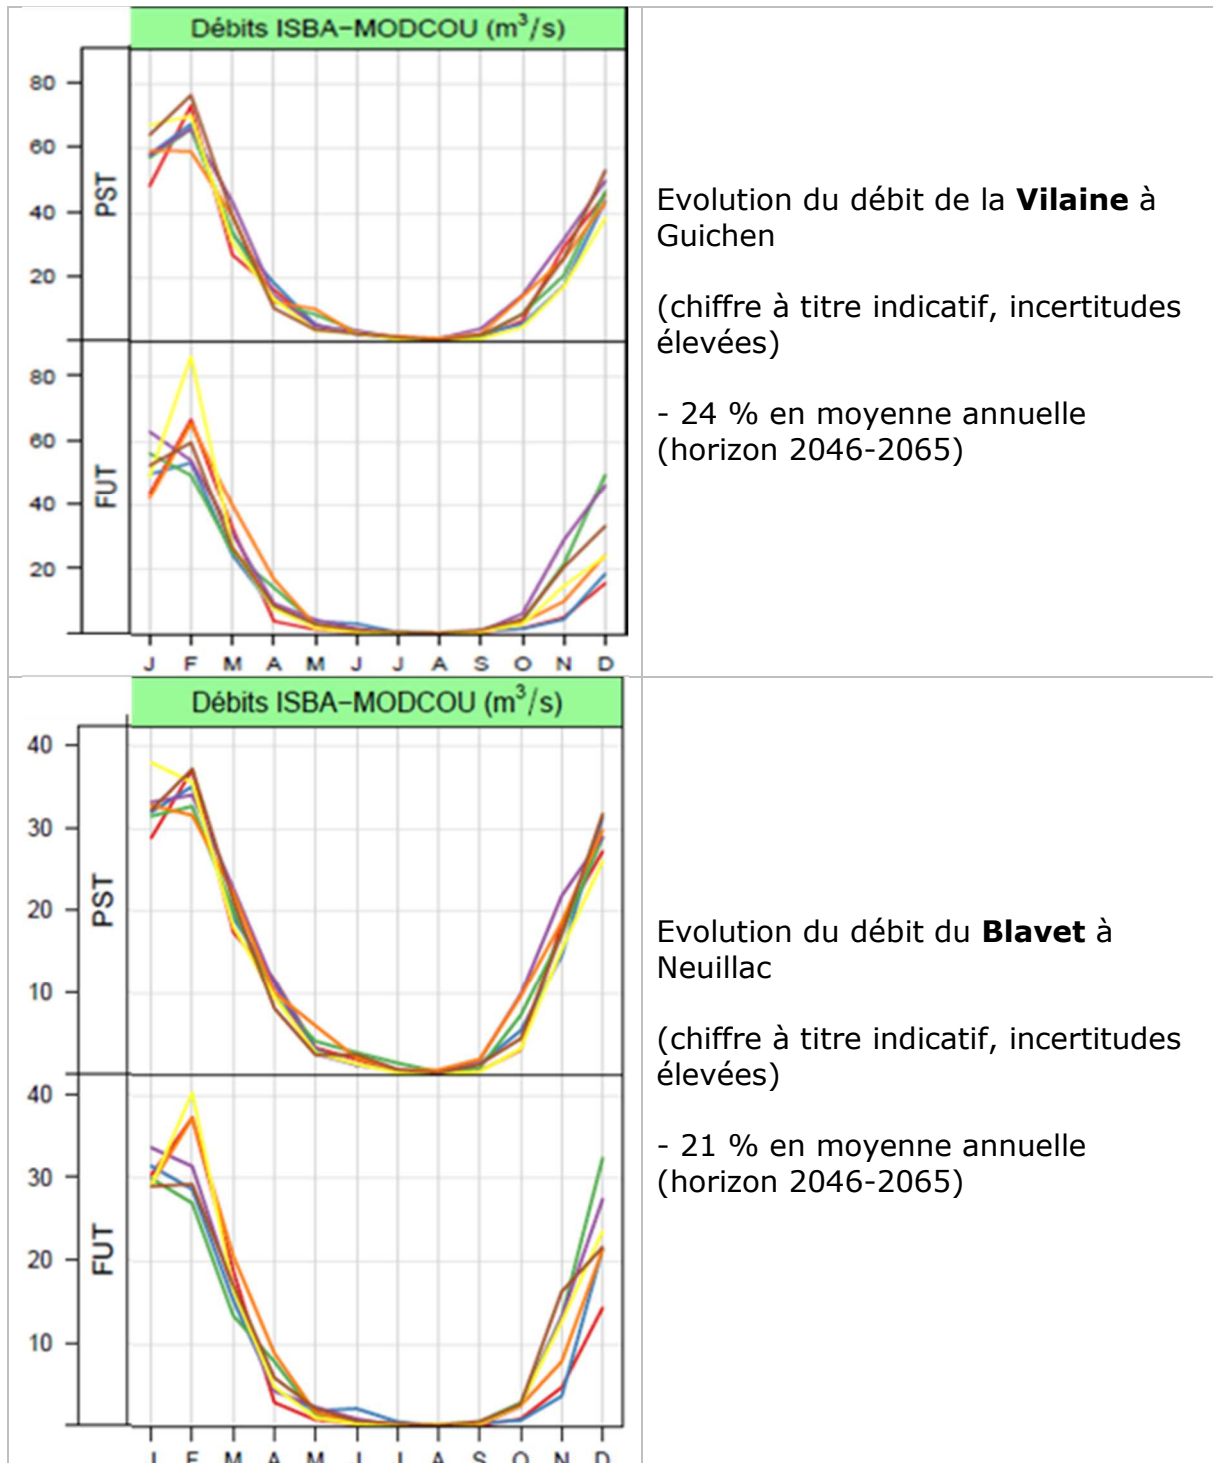 Débits ISBA−MODCOU (m³/s)
80
60
40
20
PST
80
60
40
20
FUT
J F M A M J J A S O N D
Evolution du débit de la Vilaine à
Guichen
(chiffre à titre indicatif, incertitudes
élevées)
- 24 % en moyenne annuelle
(horizon 2046-2065)
Débits ISBA−MODCOU (m³/s)
40
30
20
10
PST
40
30
20
10
FUT
J F M A M J J A S O N D
Evolution du débit du Blavet à
Neuillac
(chiffre à titre indicatif, incertitudes
élevées)
- 21 % en moyenne annuelle
(horizon 2046-2065)